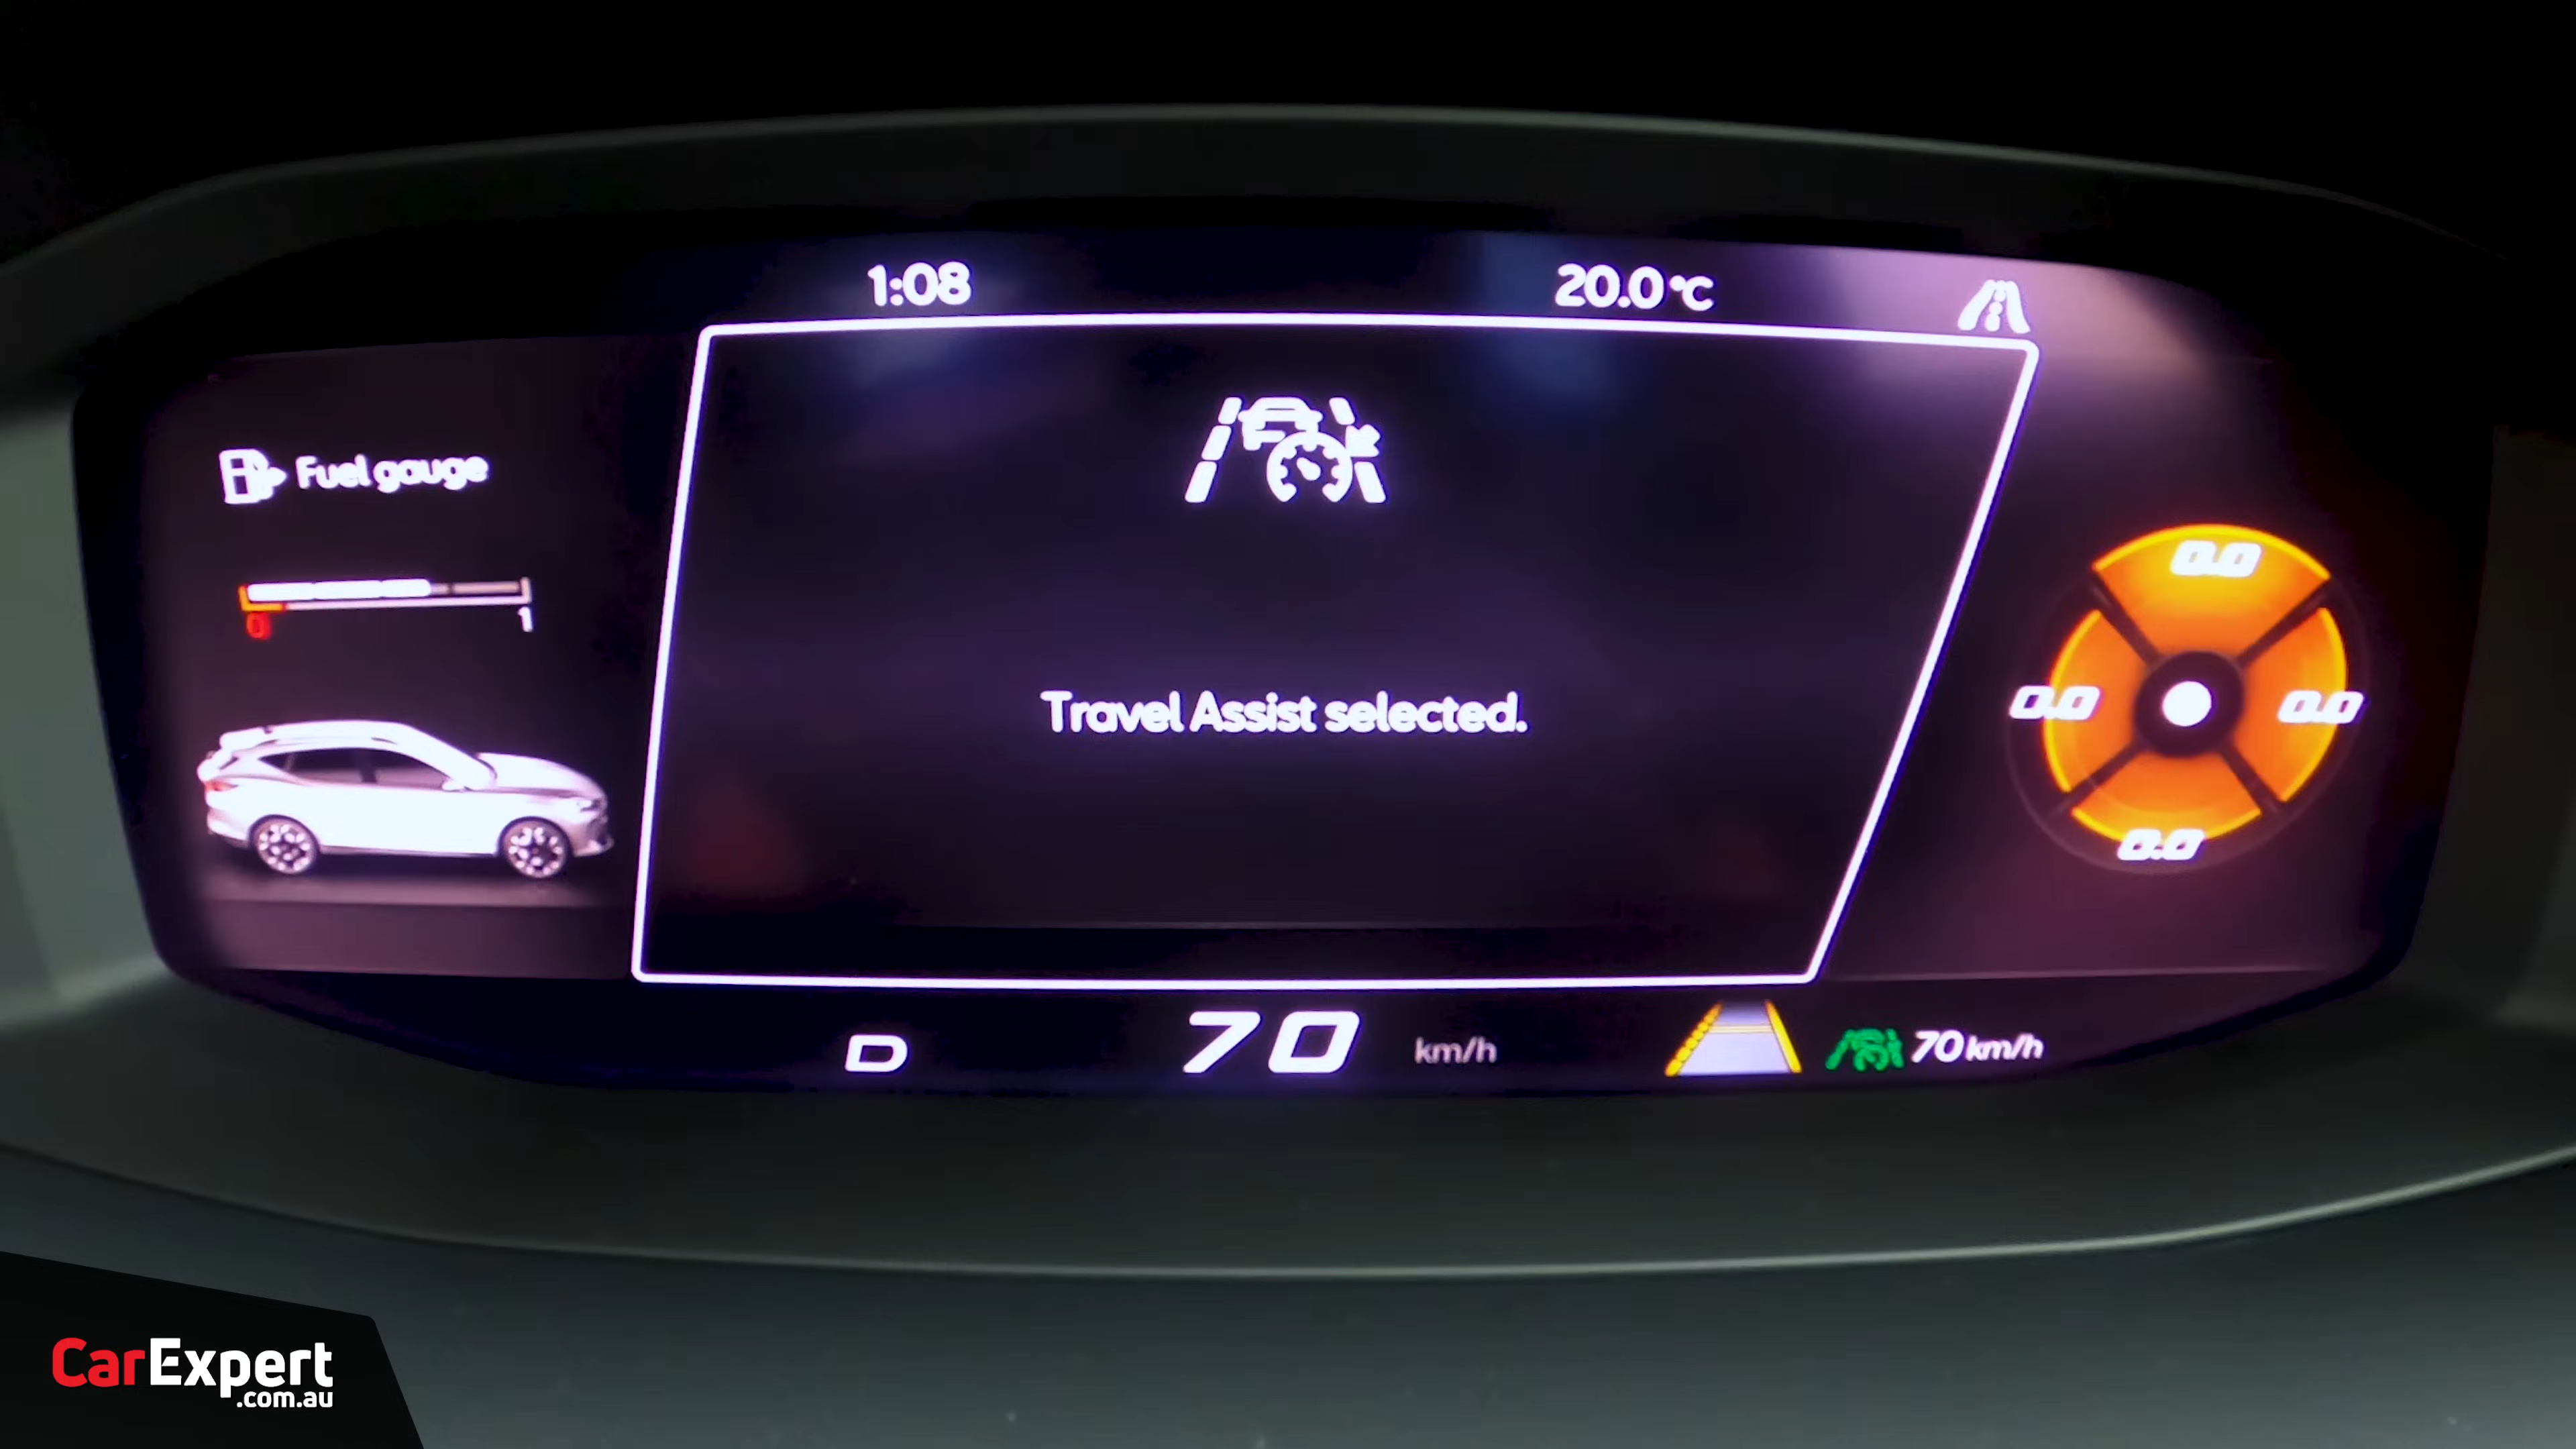 1:08
20.0°C
Fuel gauge
0
1
Travel Assist selected.
0.0
0.0
0.0
0.0
D
70 km/h
70 km/h
CarExpert
.com.au